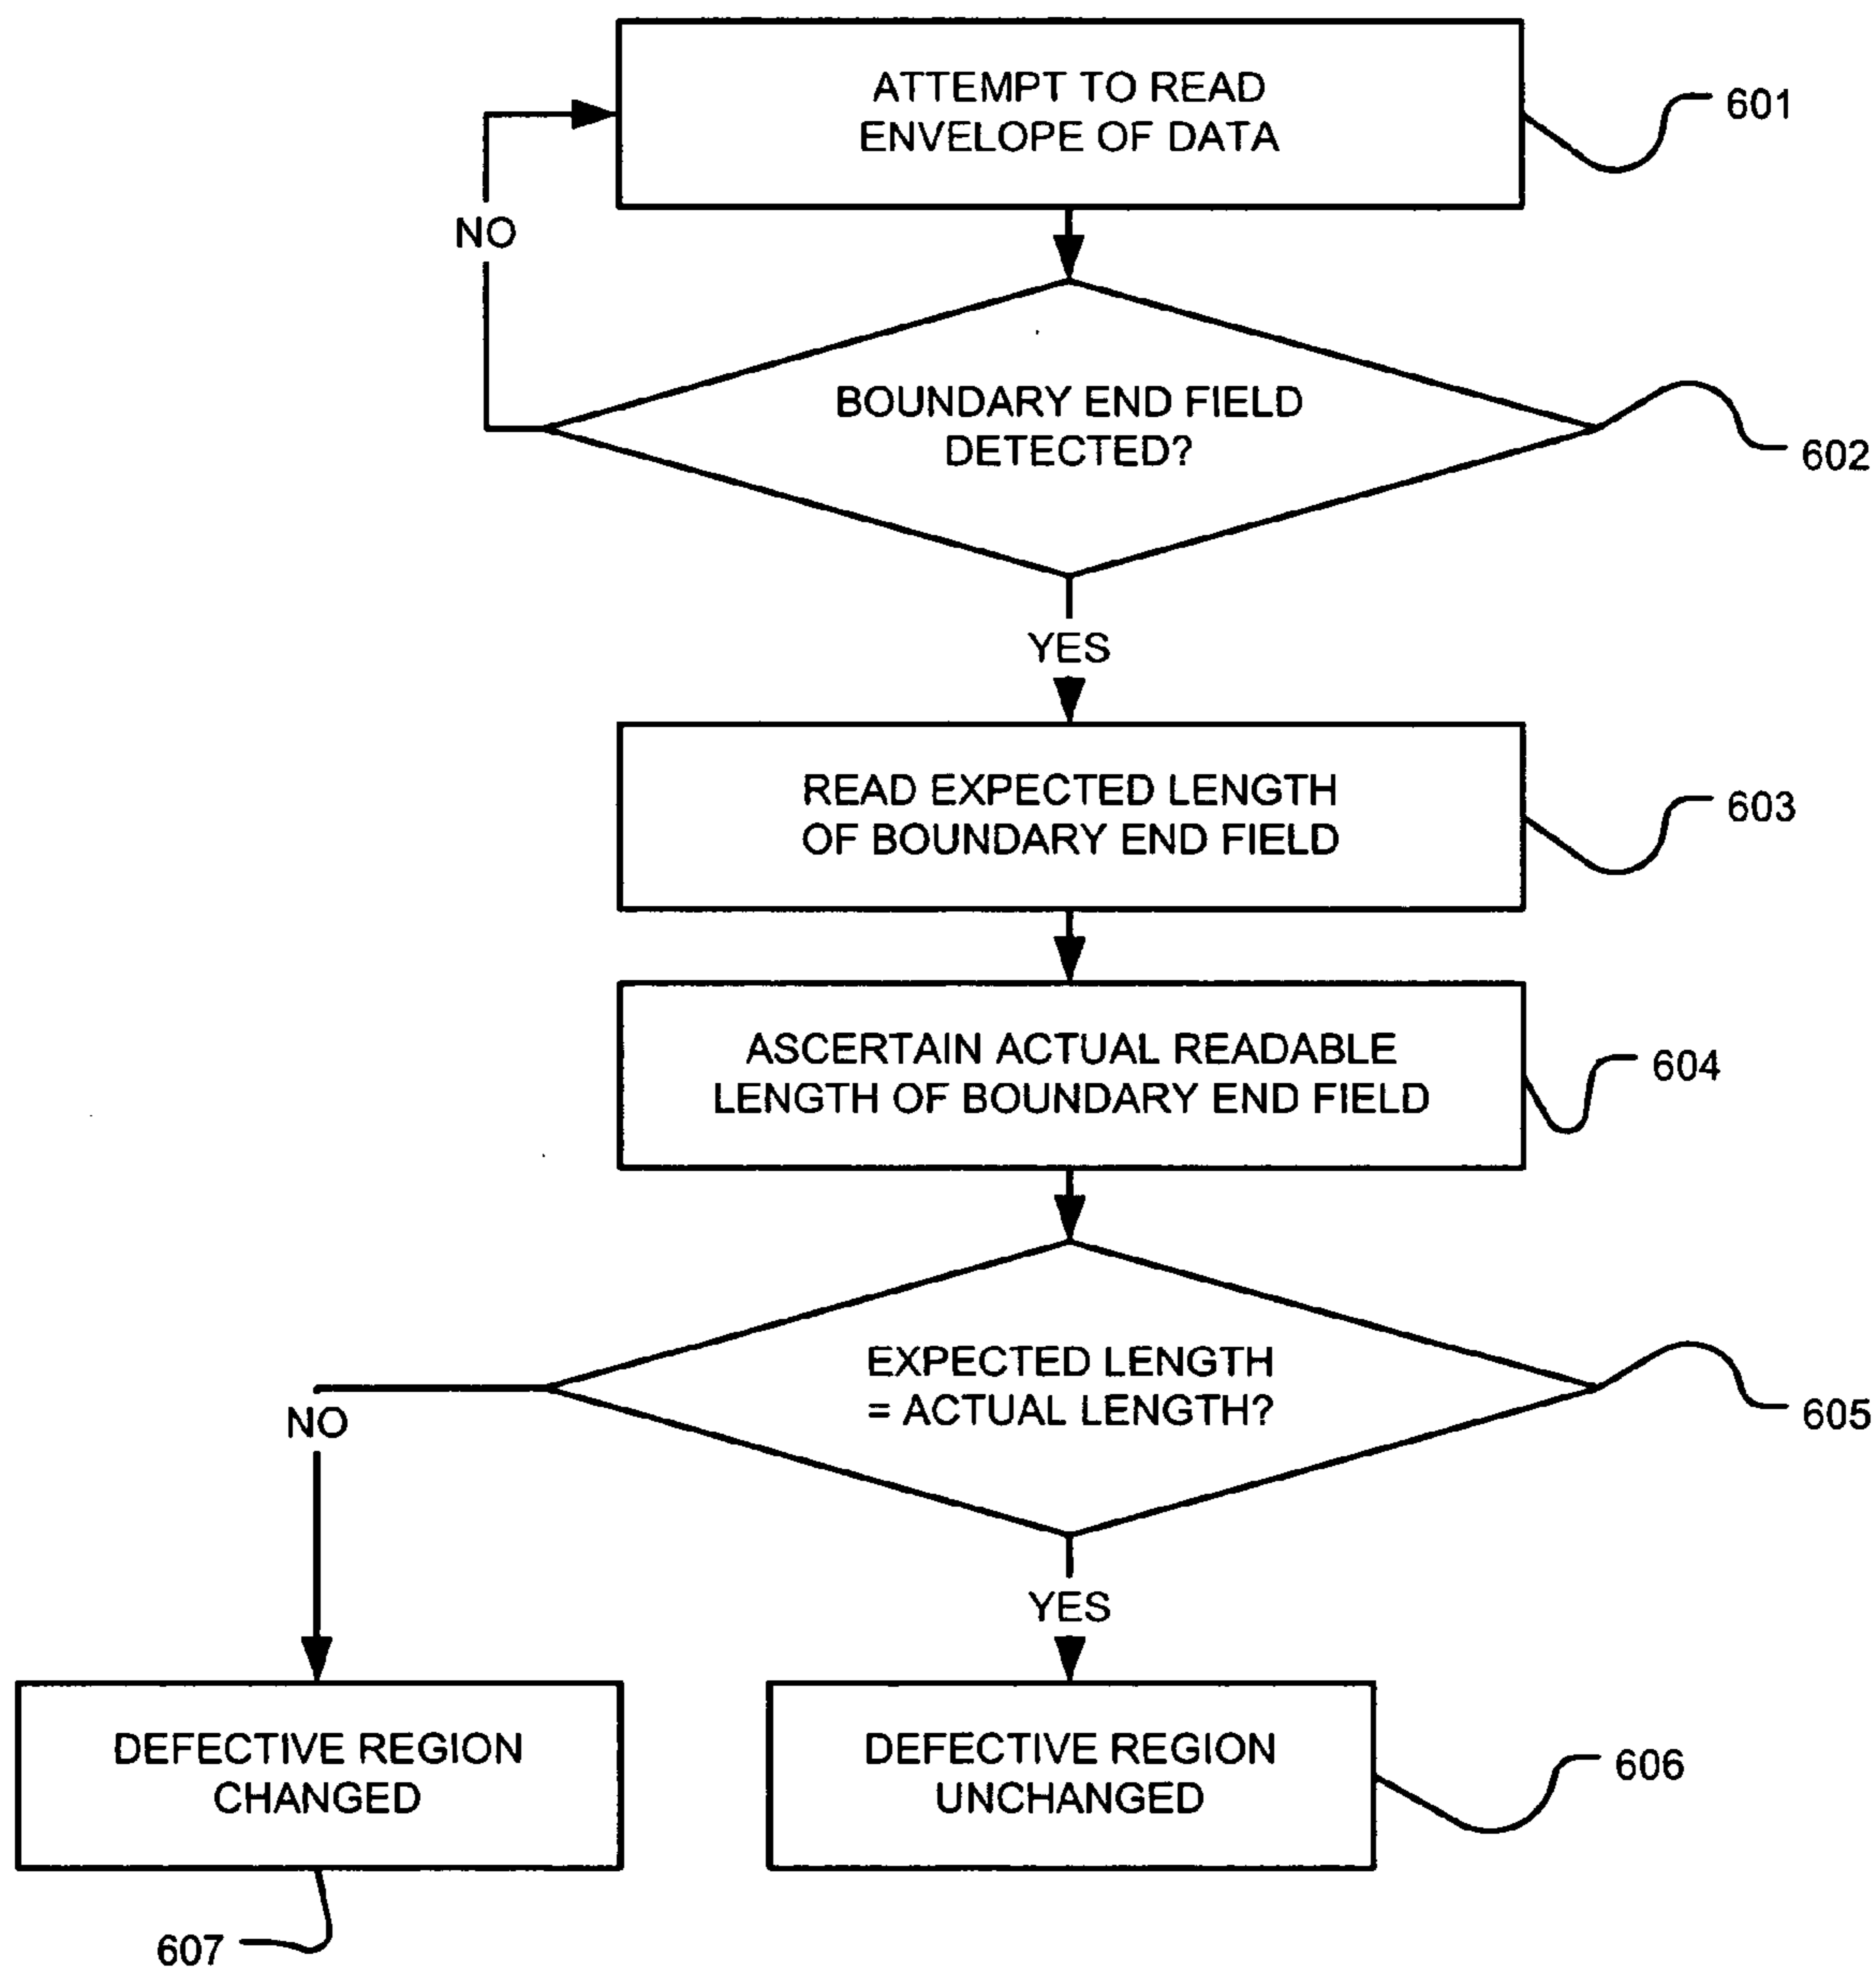 ATTEMPT TO READ
ENVELOPE OF DATA
601
NO
BOUNDARY END FIELD
DETECTED?
602
YES
READ EXPECTED LENGTH
OF BOUNDARY END FIELD
603
ASCERTAIN ACTUAL READABLE
LENGTH OF BOUNDARY END FIELD
604
EXPECTED LENGTH
= ACTUAL LENGTH?
605
NO
YES
DEFECTIVE REGION
CHANGED
607
DEFECTIVE REGION
UNCHANGED
606